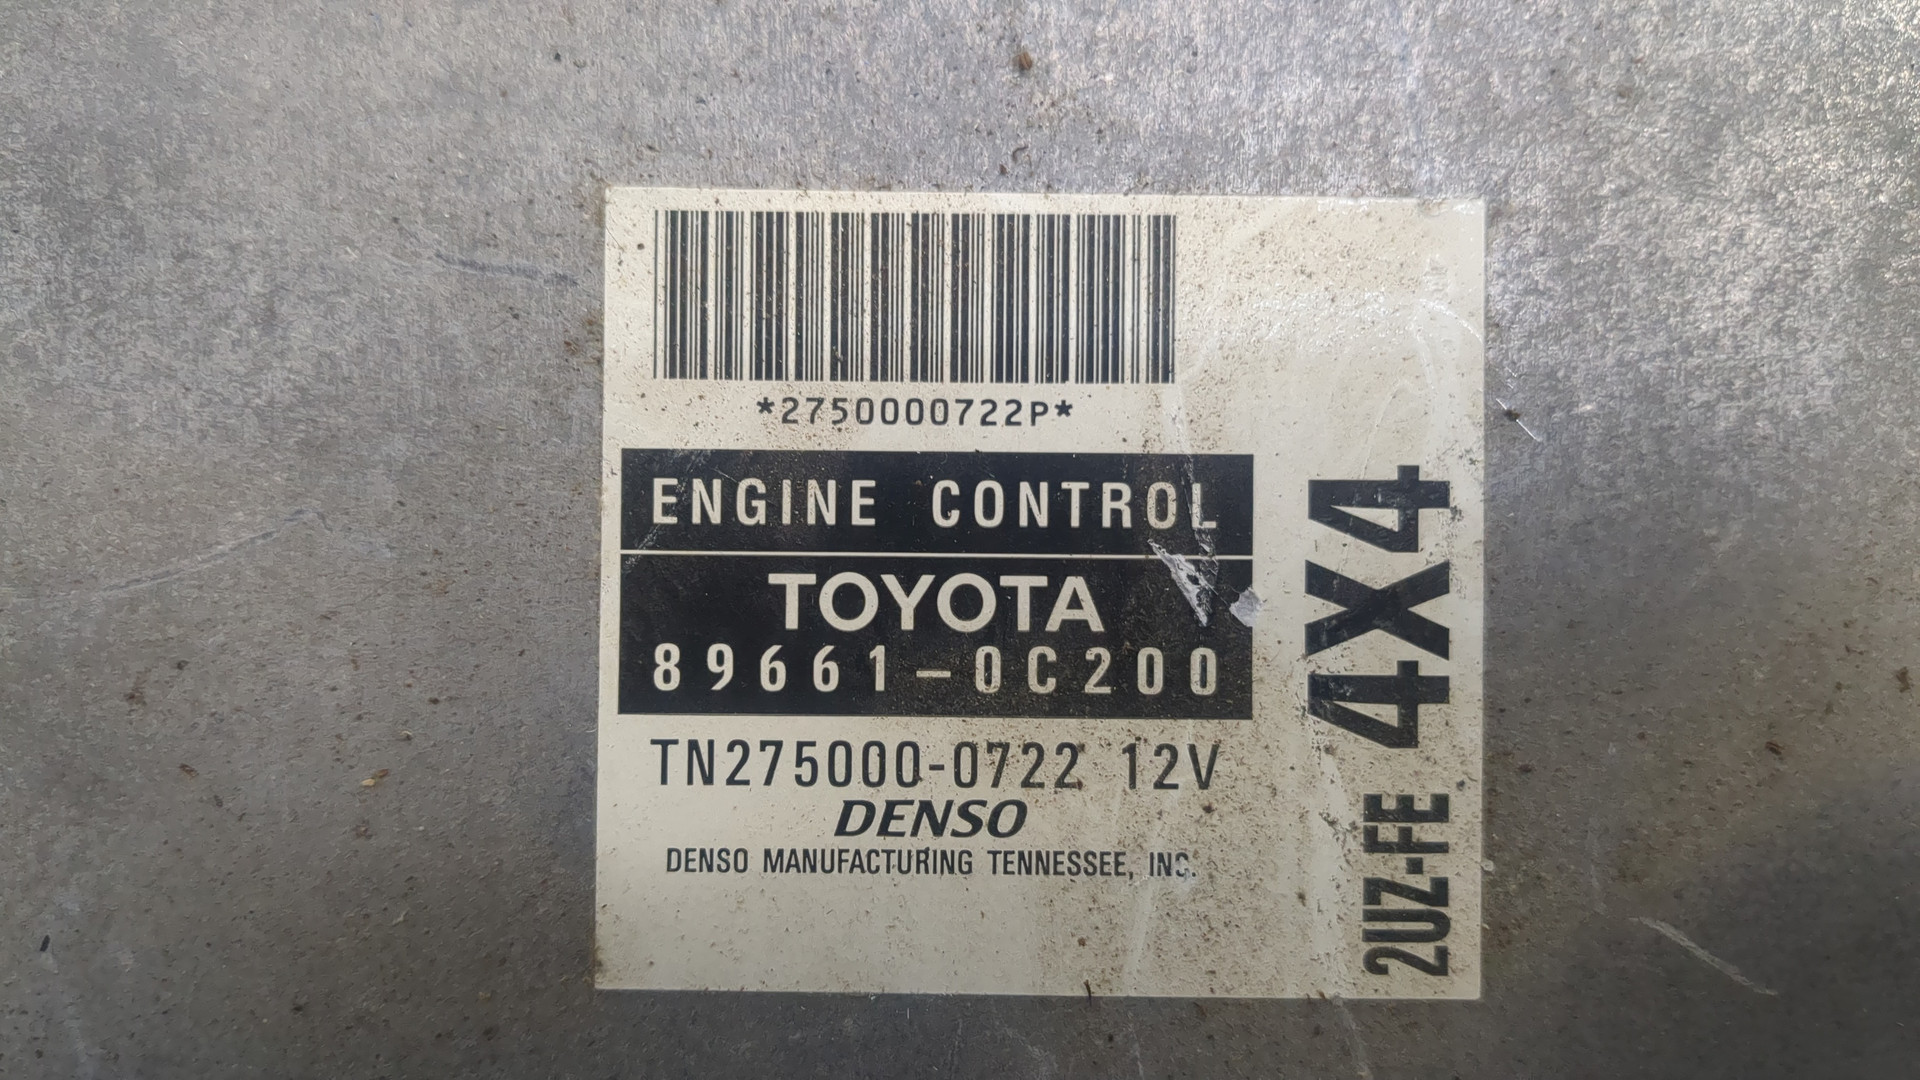 *2750000722P*
ENGINE CONTROL
TOYOTA
89661-0C200
TN275000-0722 12V
DENSO
DENSO MANUFACTURING TENNESSEE, INC.
2UZ-FE 4X4